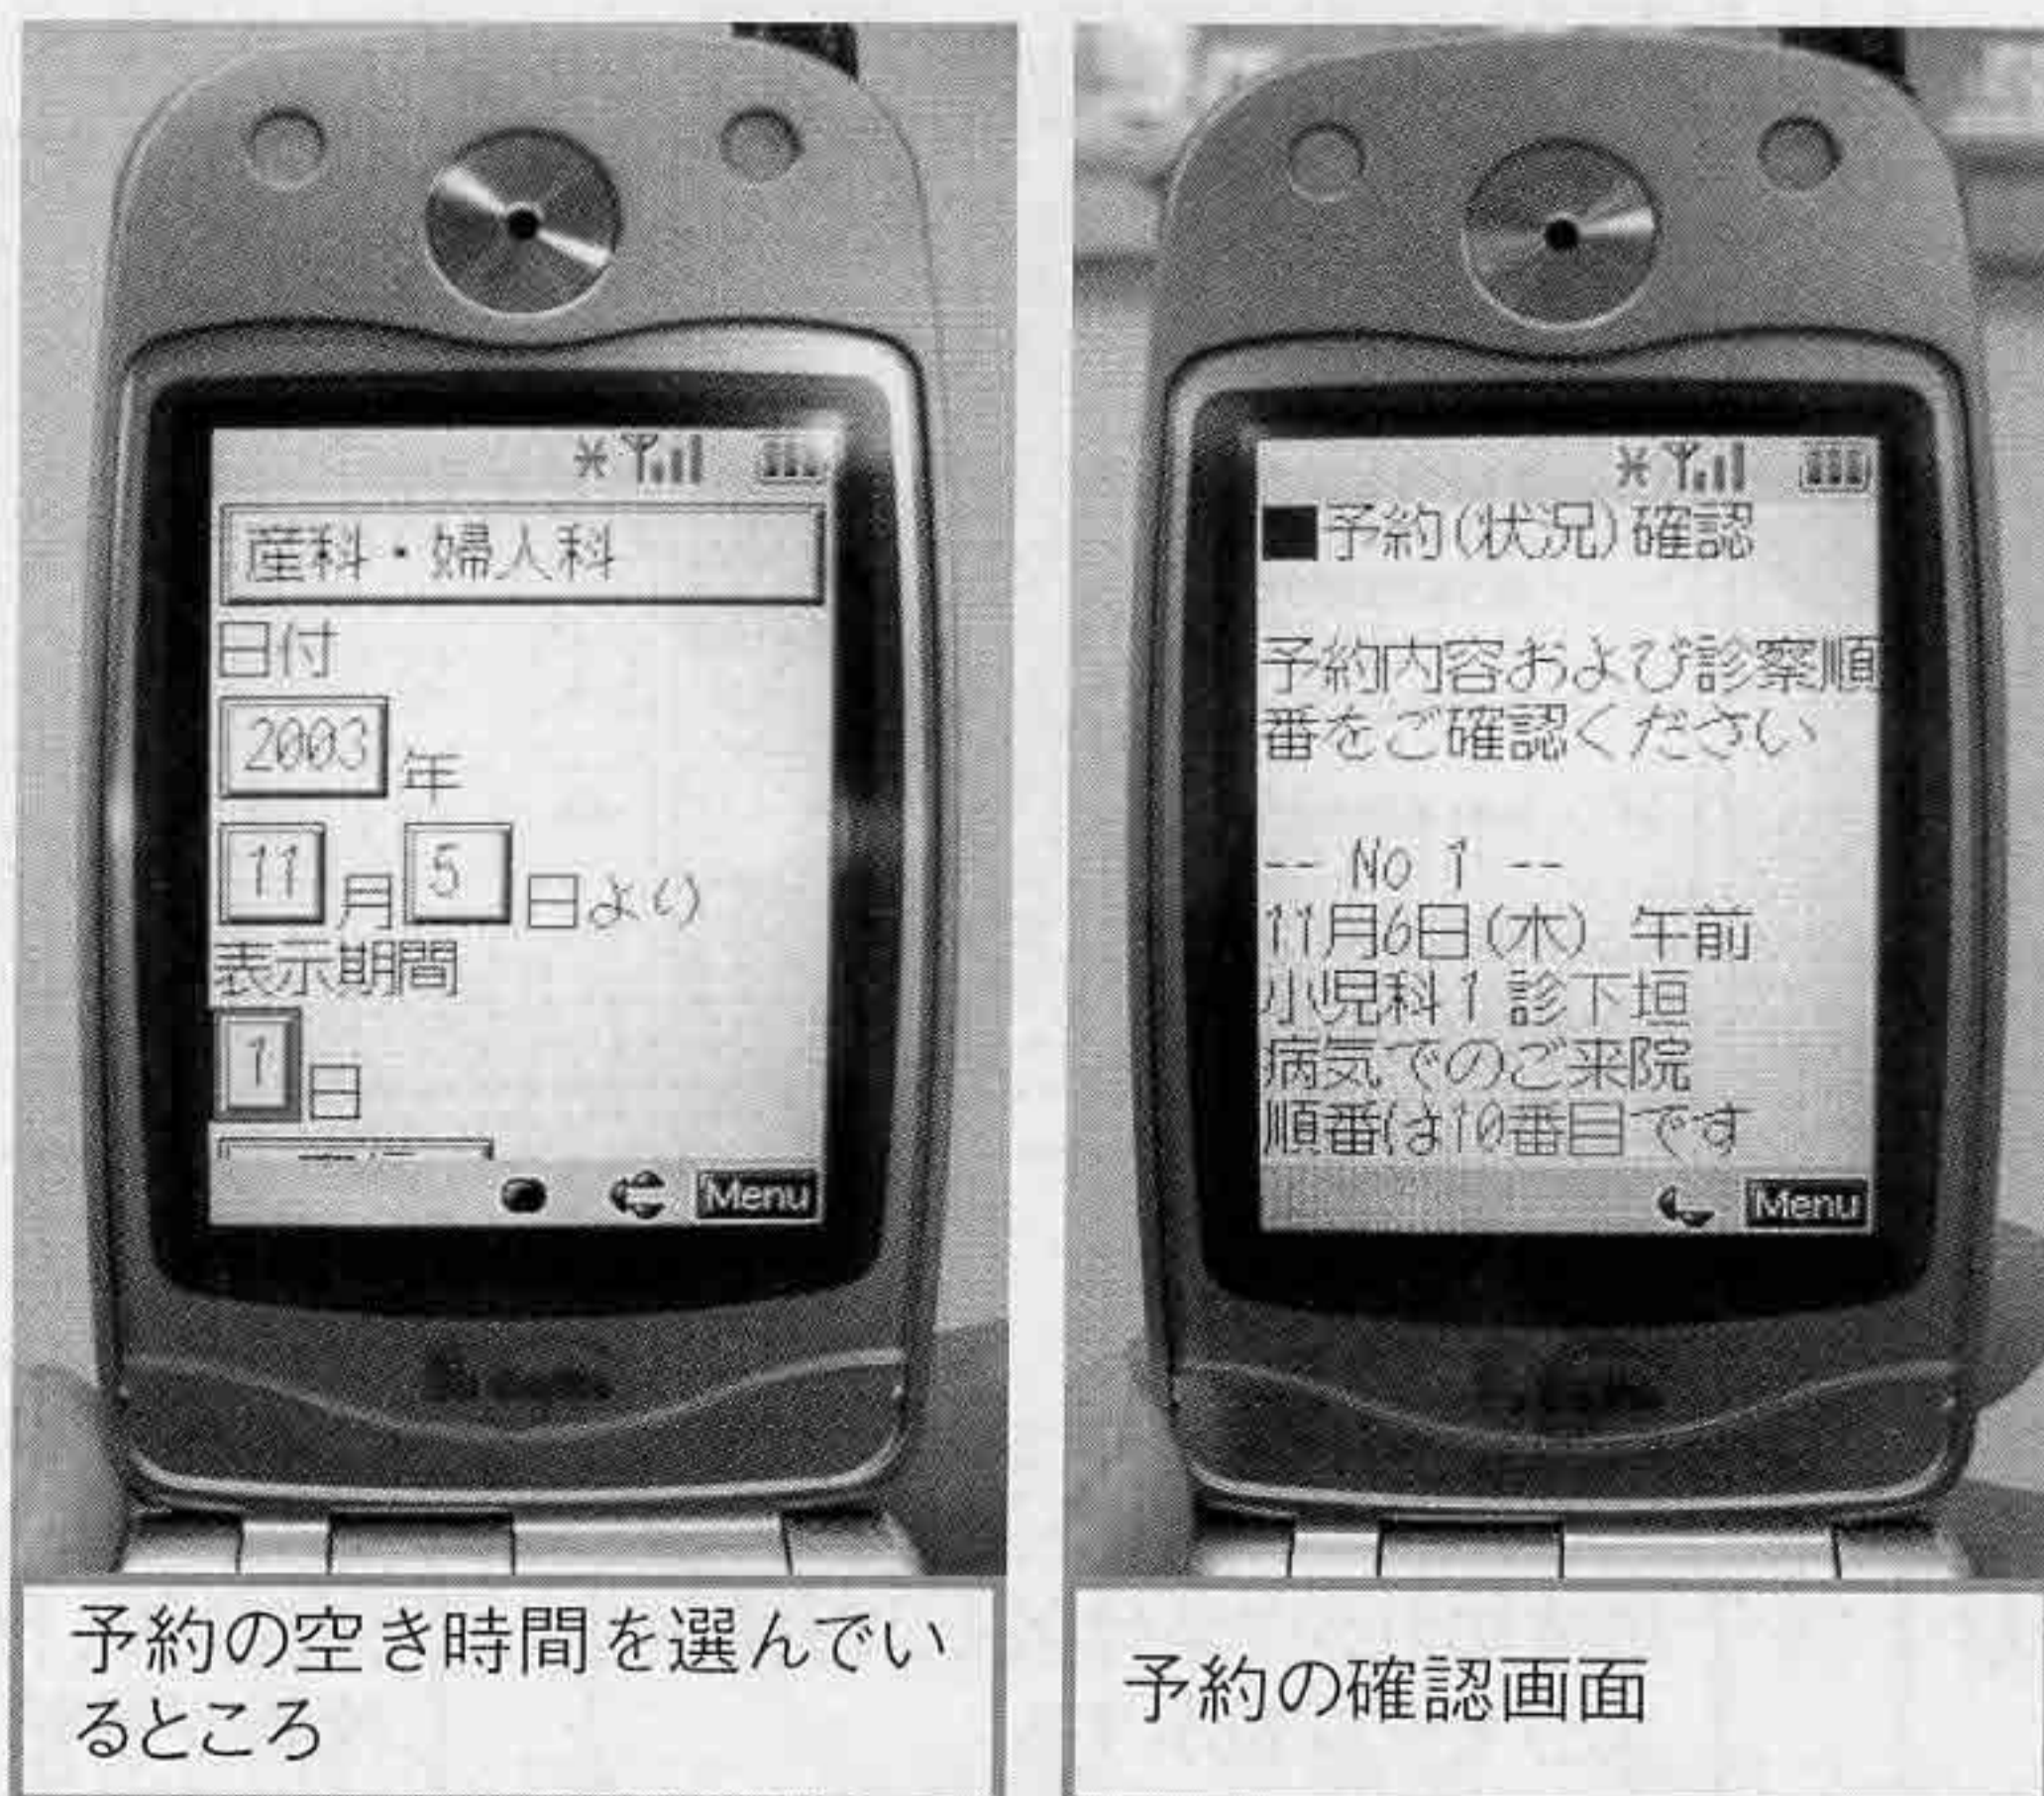 産科・婦人科
日付
2003 年
11 月 5 日より
表示期間
1 日
Menu
予約の空き時間を選んでい
るところ
■予約(状況)確認
予約内容および診察順
番をご確認ください
-- No 1 --
11月6日(木) 午前
小児科1診下垣
病気でのご来院
順番は10番目です
Menu
予約の確認画面